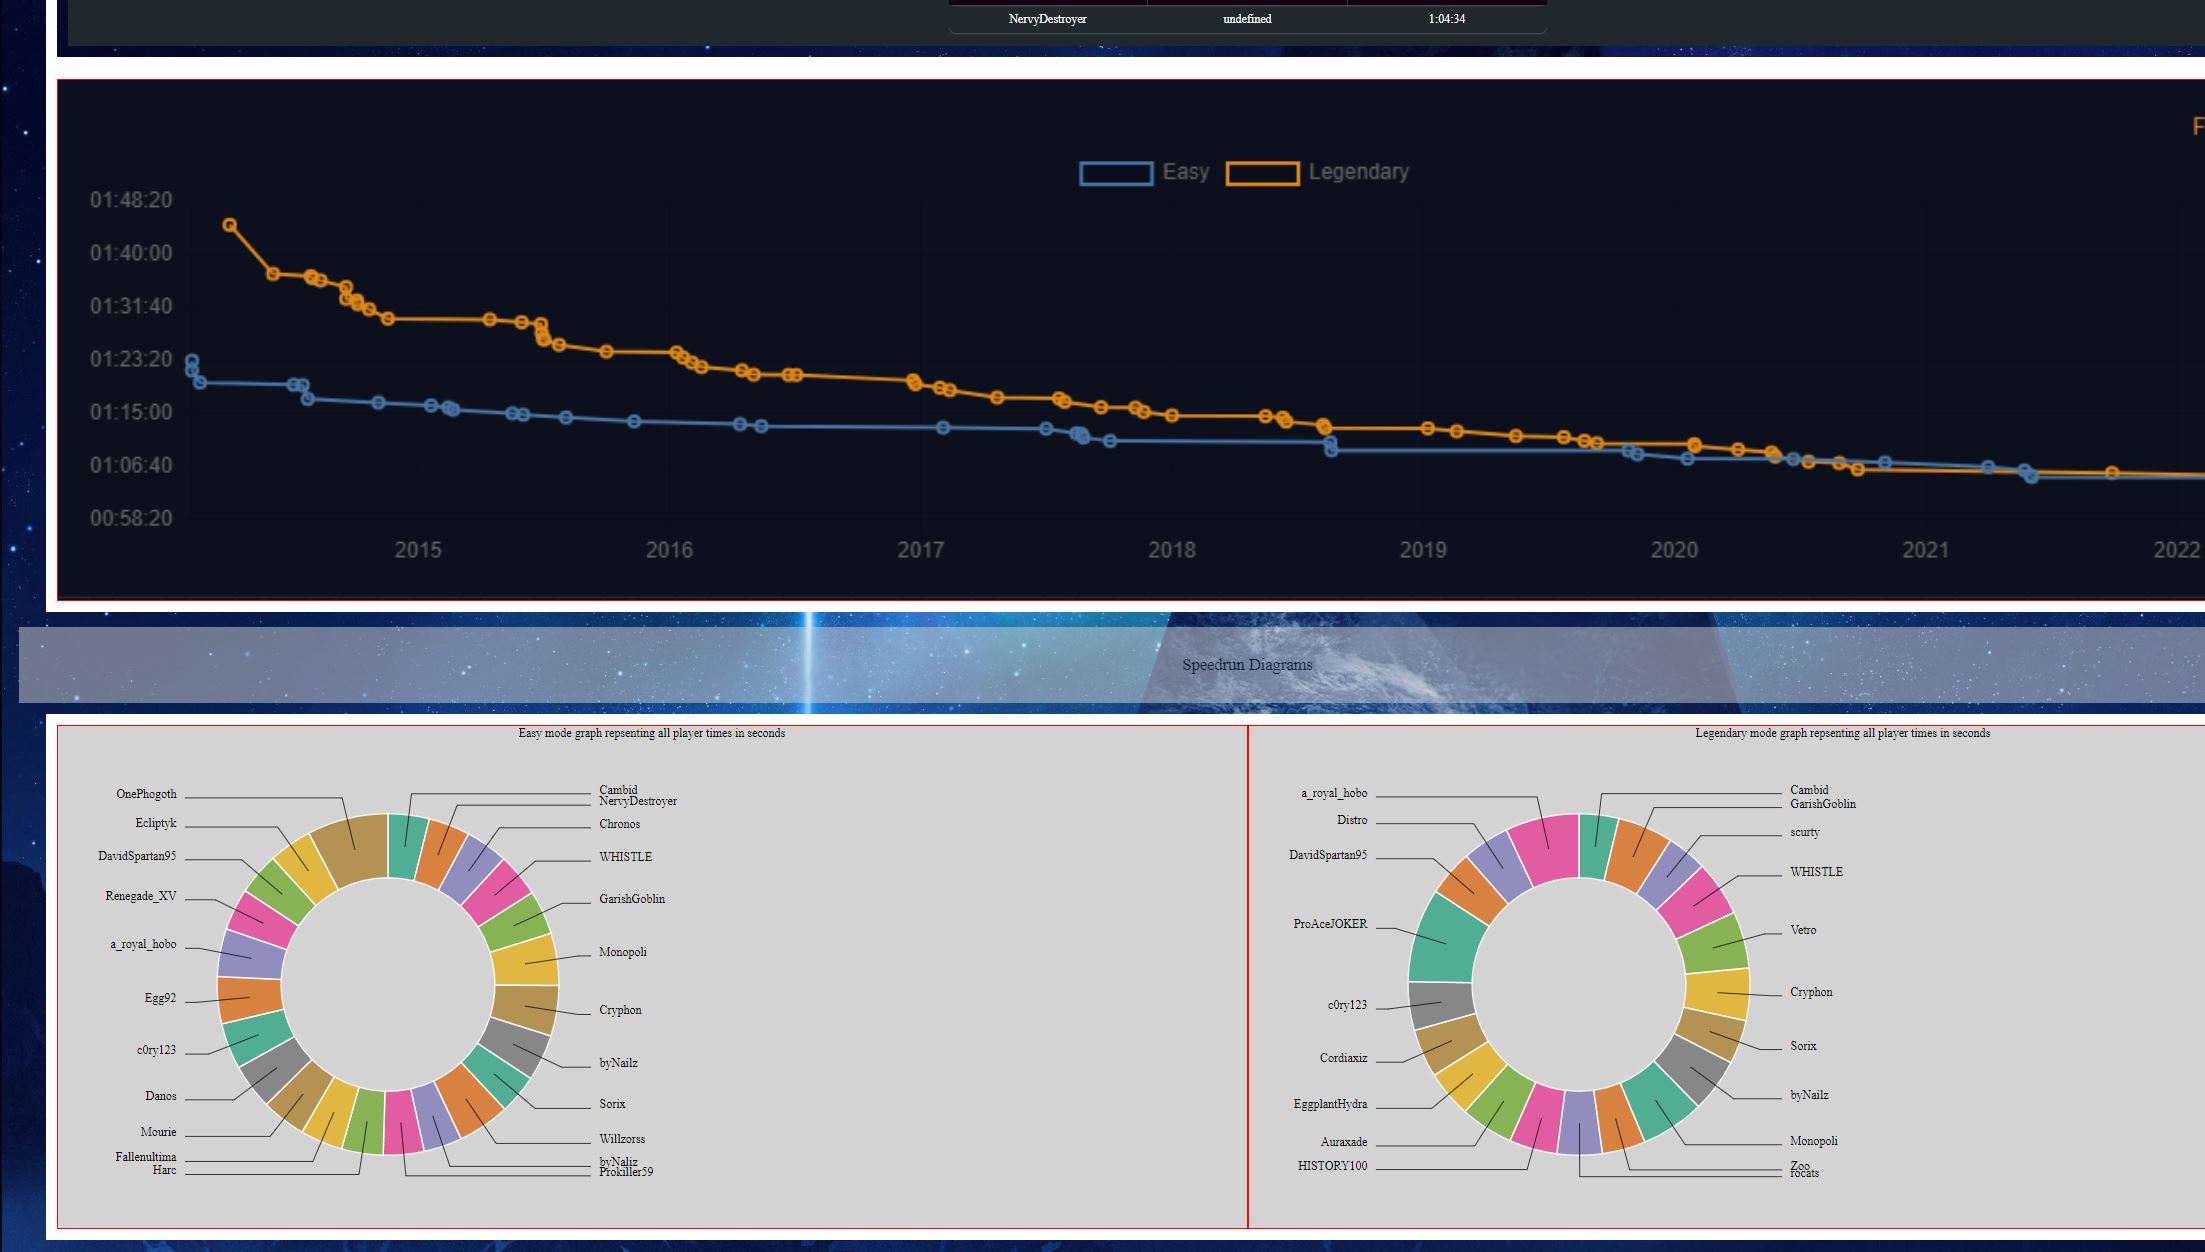 NervyDestroyer undefined 1:04:34
F
Easy Legendary
01:48:20
01:40:00
01:31:40
01:23:20
01:15:00
01:06:40
00:58:20
2015 2016 2017 2018 2019 2020 2021 2022
Speedrun Diagrams
Easy mode graph repsenting all player times in seconds
OnePhogoth
Ecliptyk
DavidSpartan95
Renegade_XV
a_royal_hobo
Egg92
c0ry123
Danos
Mourie
Fallenultima
Harc
Cambid
NervyDestroyer
Chronos
WHISTLE
GarishGoblin
Monopoli
Cryphon
byNailz
Sorix
Willzorss
byNaliz
Prokiller59
Legendary mode graph repsenting all player times in seconds
a_royal_hobo
Distro
DavidSpartan95
ProAceJOKER
c0ry123
Cordiaxiz
EggplantHydra
Auraxade
HISTORY100
Cambid
GarishGoblin
scurty
WHISTLE
Vetro
Cryphon
Sorix
byNailz
Monopoli
Zoo
rocats